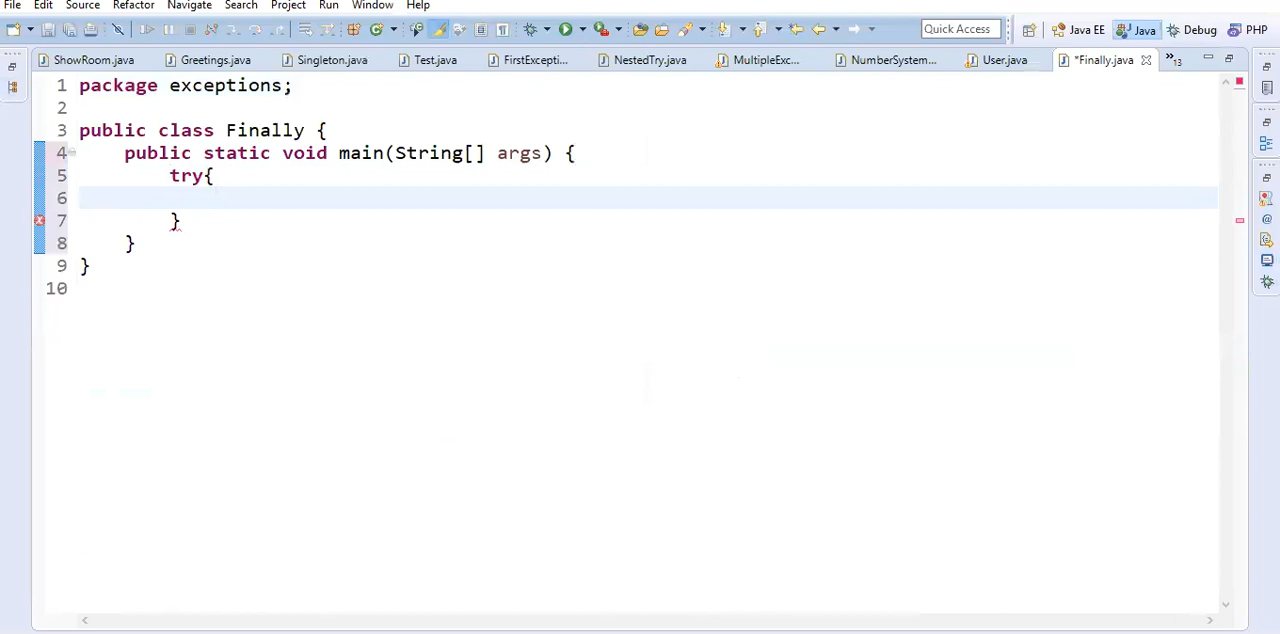 File Edit Source Refactor Navigate Search Project Run Window Help
Quick Access Java EE Java Debug PHP
ShowRoom.java Greetings.java Singleton.java Test.java FirstExcepti... NestedTry.java MultipleExc... NumberSystem... User.java *Finally.java »13
1 package exceptions;
2
3 public class Finally {
4 public static void main(String[] args) {
5 try{
6
7 }
8 }
9 }
10